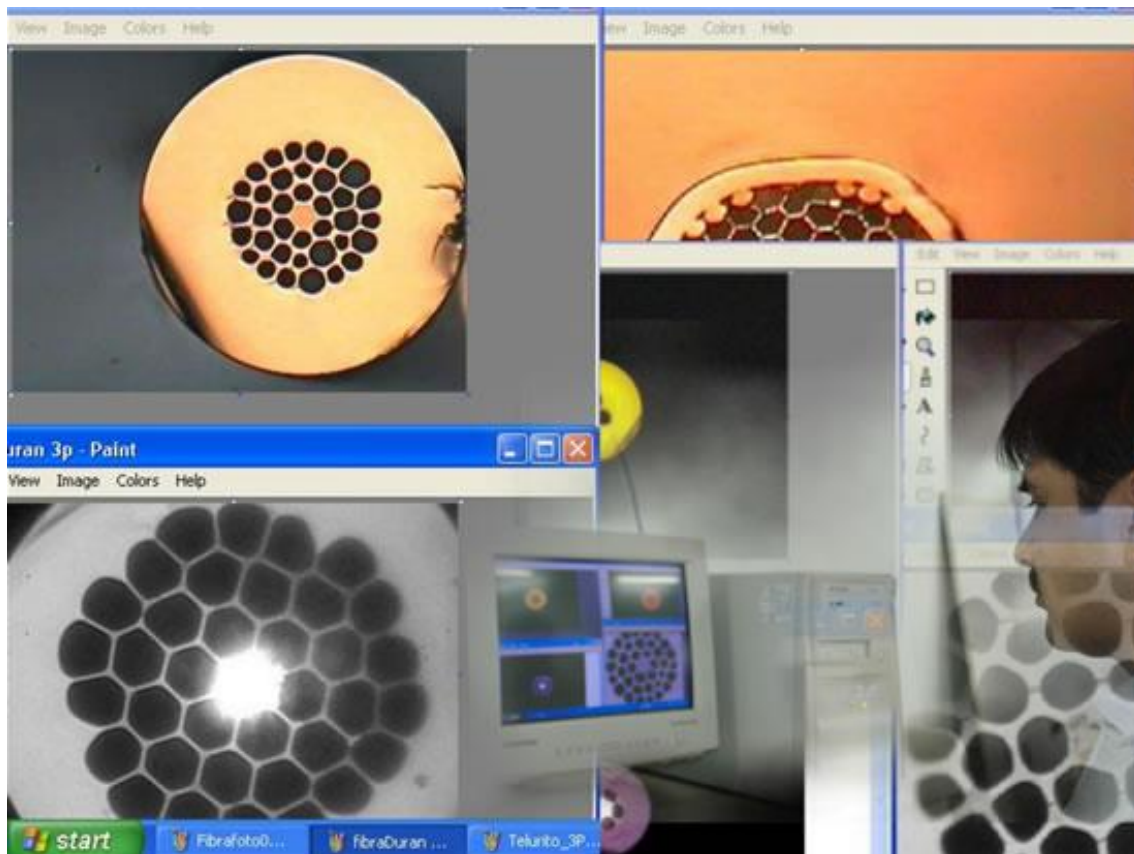 View Image Colors Help
ew Image Colors Help
Edit View Image Colors Help
A
uran 3p - Paint
View Image Colors Help
start
Fibrafoto0...
fibraDuran ...
Telurito_3P...